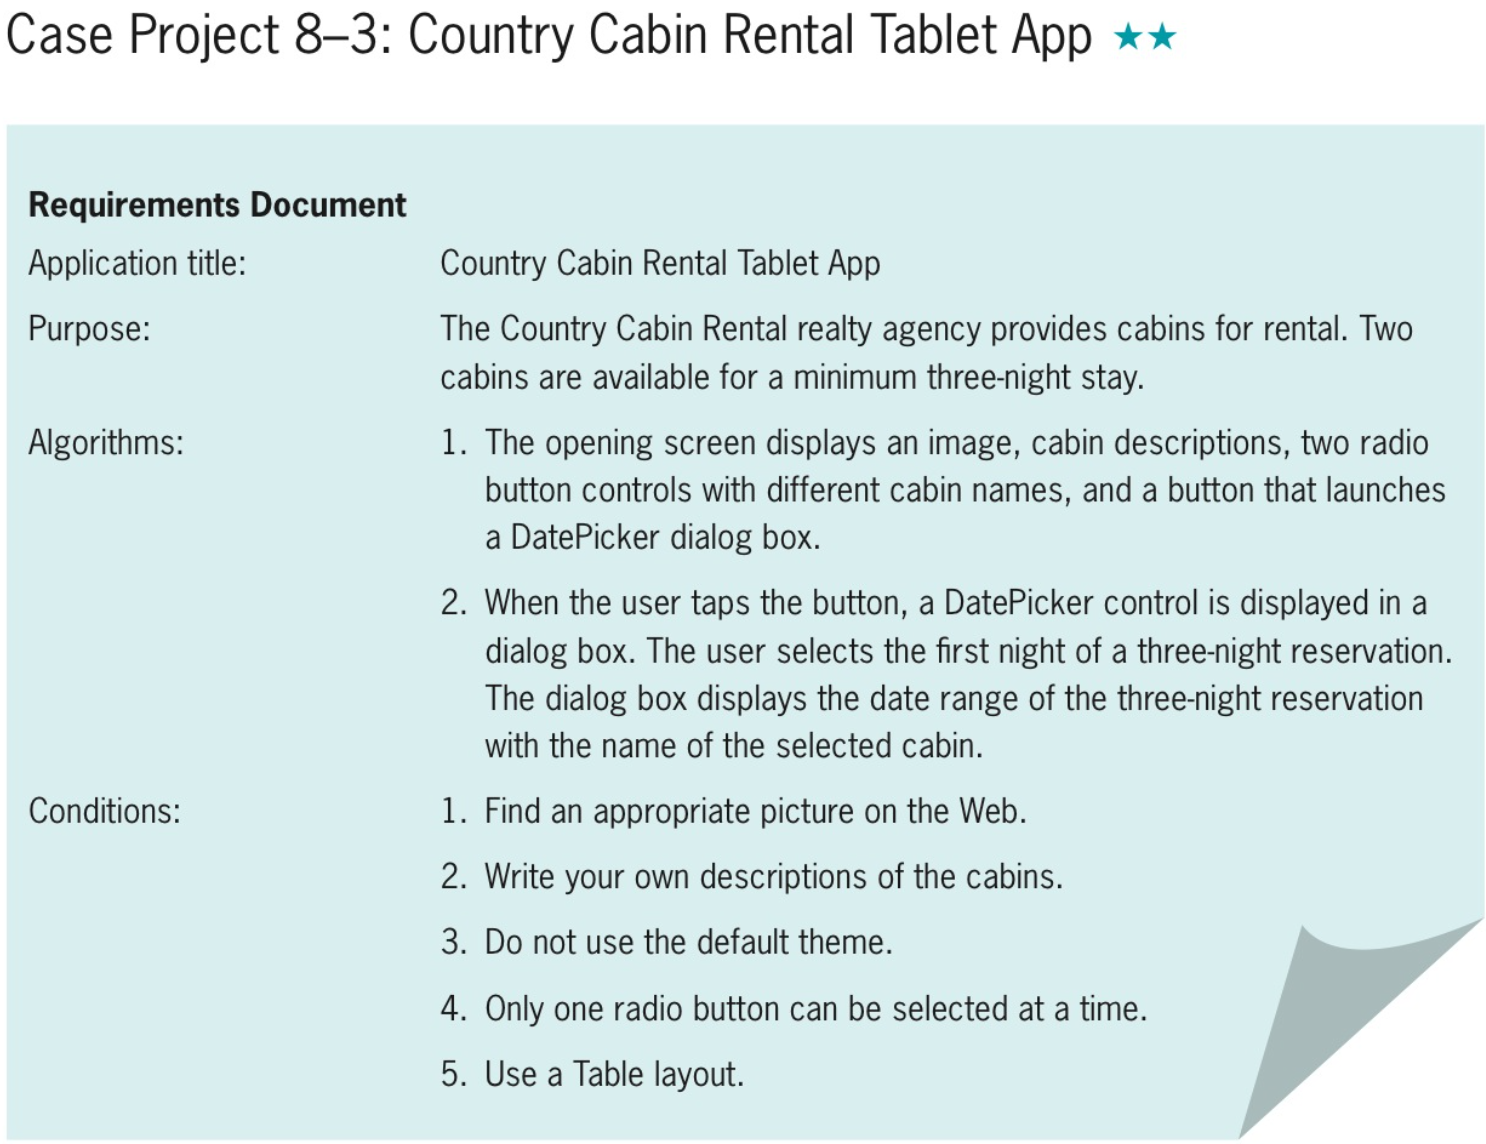 Case Project 8–3: Country Cabin Rental Tablet App ★★
Requirements Document
Application title: Country Cabin Rental Tablet App
Purpose: The Country Cabin Rental realty agency provides cabins for rental. Two
cabins are available for a minimum three-night stay.
Algorithms: 1. The opening screen displays an image, cabin descriptions, two radio
button controls with different cabin names, and a button that launches
a DatePicker dialog box.
2. When the user taps the button, a DatePicker control is displayed in a
dialog box. The user selects the first night of a three-night reservation.
The dialog box displays the date range of the three-night reservation
with the name of the selected cabin.
Conditions: 1. Find an appropriate picture on the Web.
2. Write your own descriptions of the cabins.
3. Do not use the default theme.
4. Only one radio button can be selected at a time.
5. Use a Table layout.